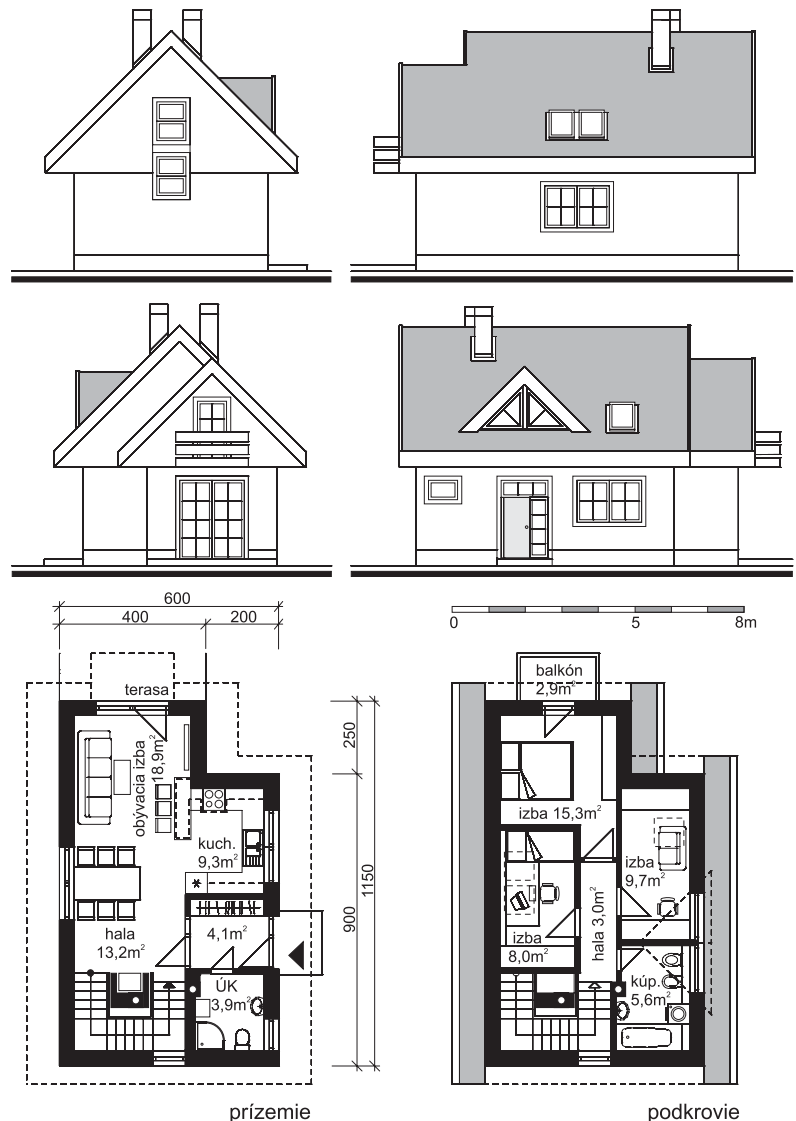 600
400
200
0
5
8m
terasa
obývacia izba
18,9m²
kuch.
9,3m²
hala
13,2m²
4,1m²
ÚK
3,9m²
250
900
1150
balkón
2,9m²
izba 15,3m²
izba
9,7m²
izba
8,0m²
hala 3,0m²
kúp.
5,6m²
prízemie
podkrovie